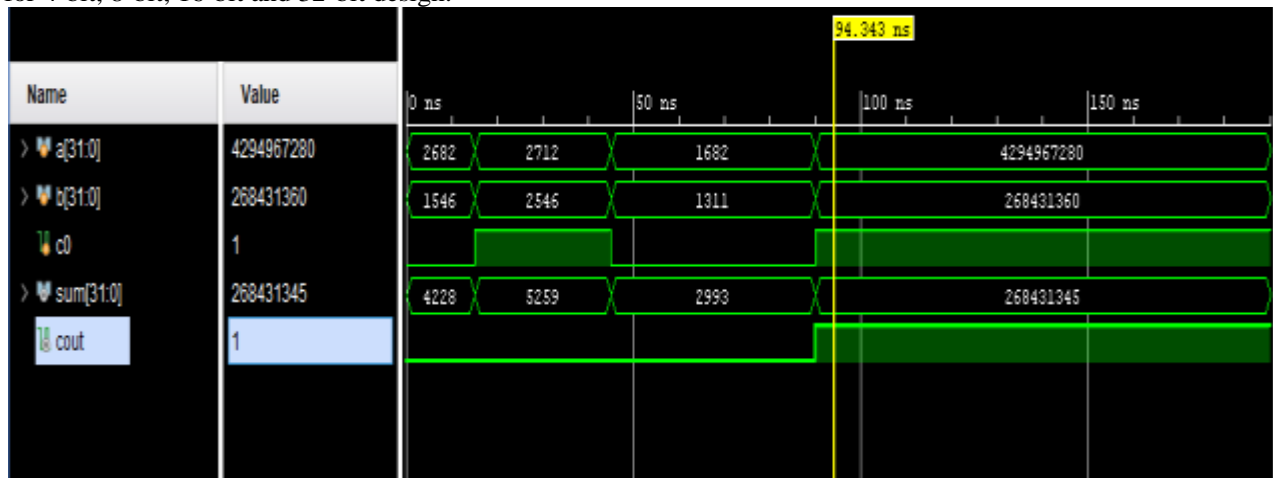 for 4-bit, 8-bit, 16-bit and 32-bit design.
94.343 ns
Name Value 0 ns 50 ns 100 ns 150 ns
a[31:0] 4294967280 2682 2712 1682 4294967280
b[31:0] 268431360 1546 2546 1311 268431360
c0 1
sum[31:0] 268431345 4228 5259 2993 268431345
cout 1